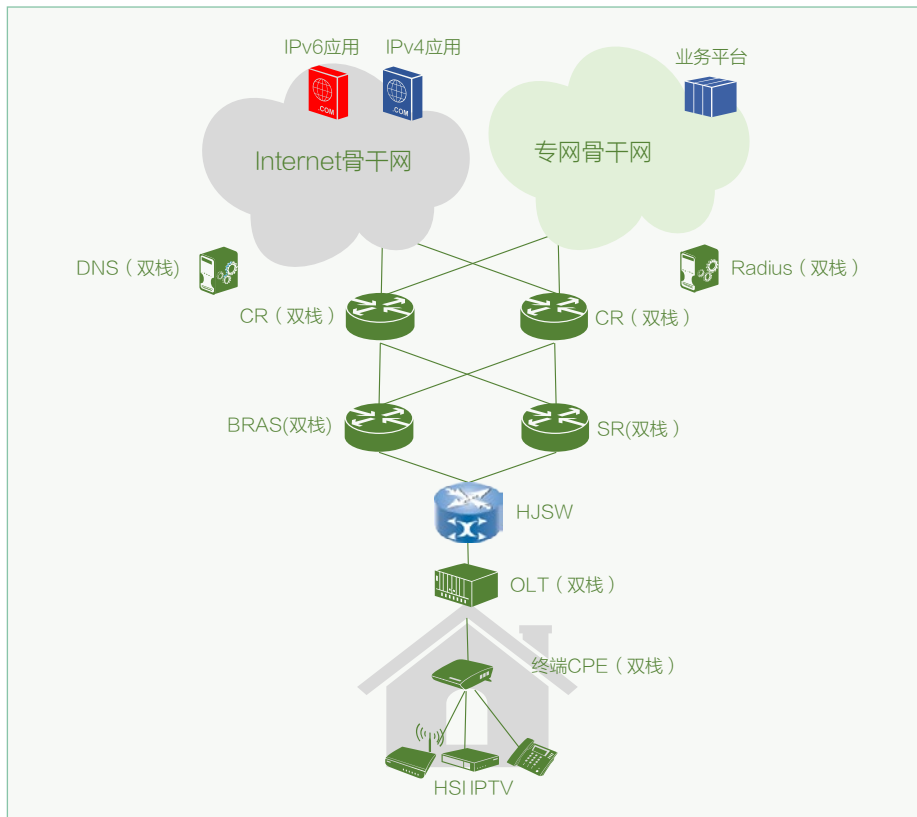 IPv6应用
IPv4应用
业务平台
.COM
.COM
Internet骨干网
专网骨干网
DNS（双栈)
Radius（双栈）
CR（双栈）
CR（双栈）
BRAS(双栈)
SR(双栈）
HJSW
OLT（双栈）
终端CPE（双栈）
HSI IPTV